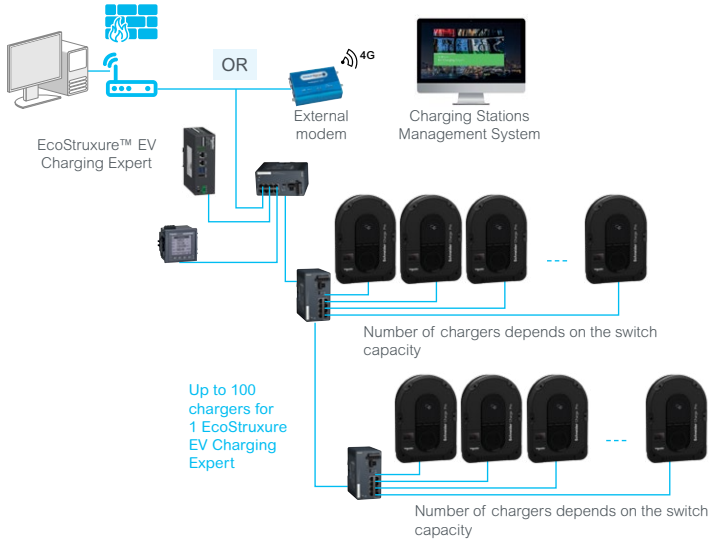 OR
4G
External
modem
Charging Stations
Management System
EcoStruxure™ EV
Charging Expert
Number of chargers depends on the switch
capacity
Up to 100
chargers for
1 EcoStruxure
EV Charging
Expert
Number of chargers depends on the switch
capacity